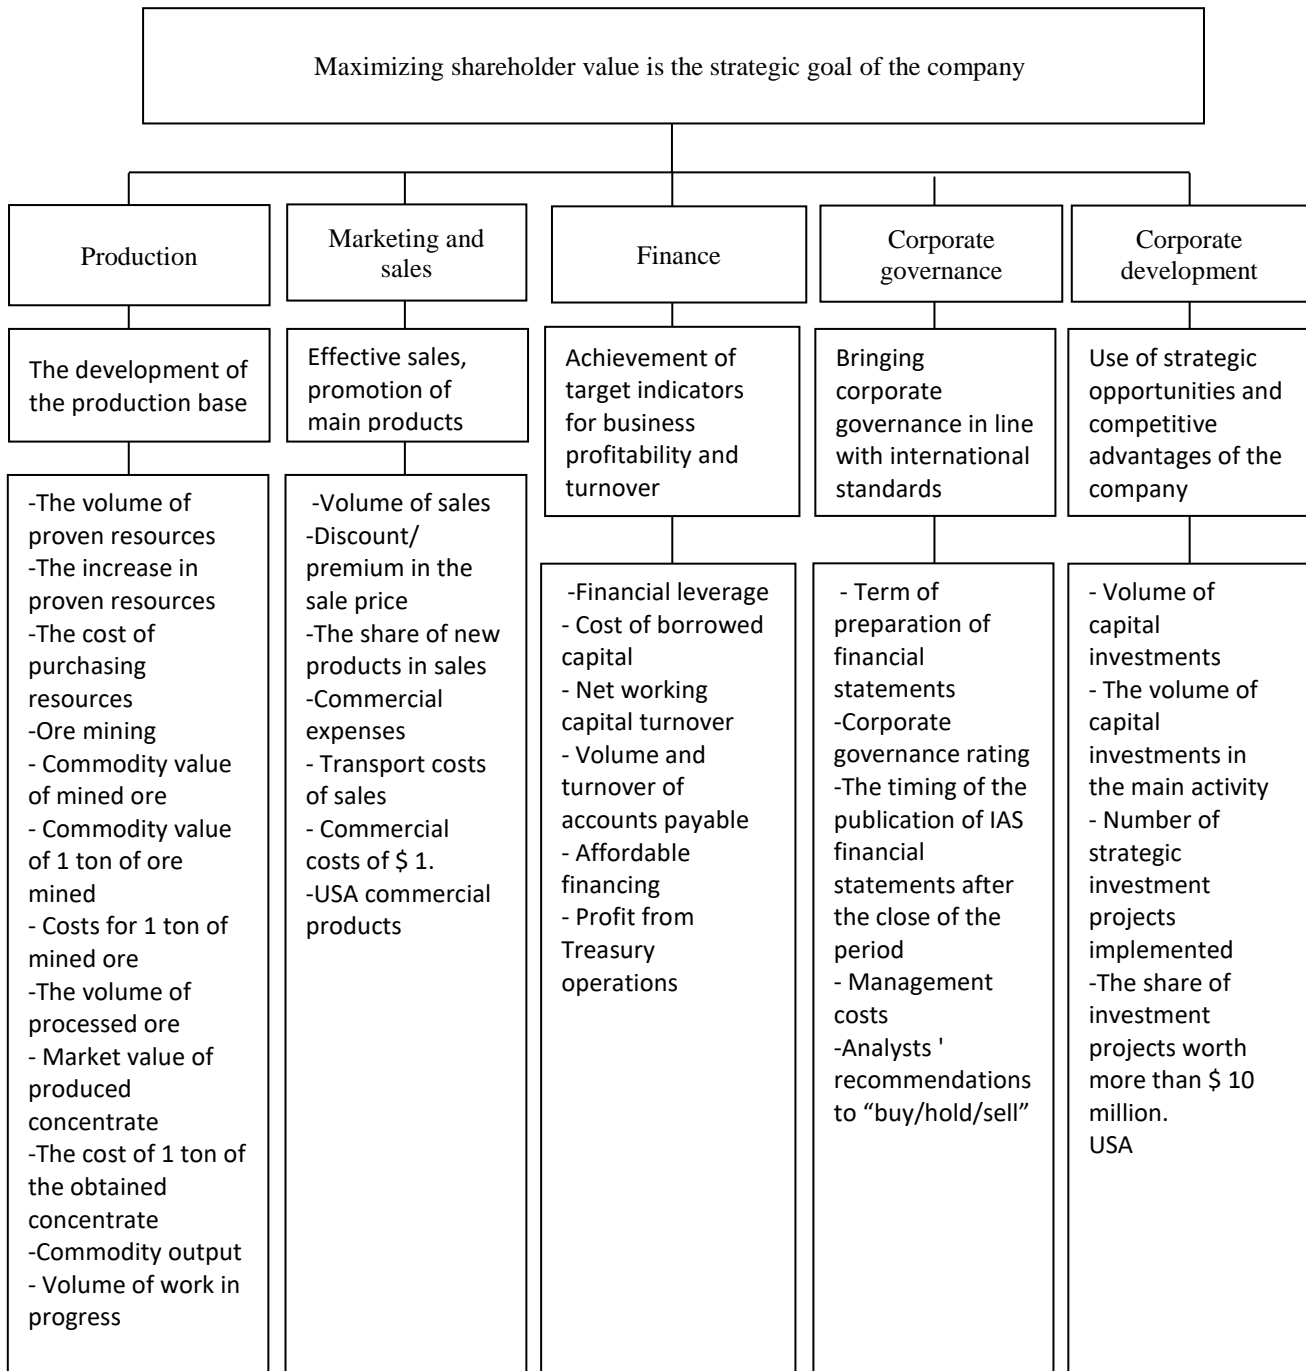 Maximizing shareholder value is the strategic goal of the company
Production
Marketing and
sales
Finance
Corporate
governance
Corporate
development
The development of
the production base
Effective sales,
promotion of
main products
Achievement of
target indicators
for business
profitability and
turnover
Bringing
corporate
governance in line
with international
standards
Use of strategic
opportunities and
competitive
advantages of the
company
-The volume of
proven resources
-The increase in
proven resources
-The cost of
purchasing
resources
-Ore mining
- Commodity value
of mined ore
- Commodity value
of 1 ton of ore
mined
- Costs for 1 ton of
mined ore
-The volume of
processed ore
- Market value of
produced
concentrate
-The cost of 1 ton of
the obtained
concentrate
-Commodity output
- Volume of work in
progress
-Volume of sales
-Discount/
premium in the
sale price
-The share of new
products in sales
-Commercial
expenses
- Transport costs
of sales
- Commercial
costs of $ 1.
-USA commercial
products
-Financial leverage
- Cost of borrowed
capital
- Net working
capital turnover
- Volume and
turnover of
accounts payable
- Affordable
financing
- Profit from
Treasury
operations
- Term of
preparation of
financial
statements
-Corporate
governance rating
-The timing of the
publication of IAS
financial
statements after
the close of the
period
- Management
costs
-Analysts '
recommendations
to “buy/hold/sell”
- Volume of
capital
investments
- The volume of
capital
investments in
the main activity
- Number of
strategic
investment
projects
implemented
-The share of
investment
projects worth
more than $ 10
million.
USA